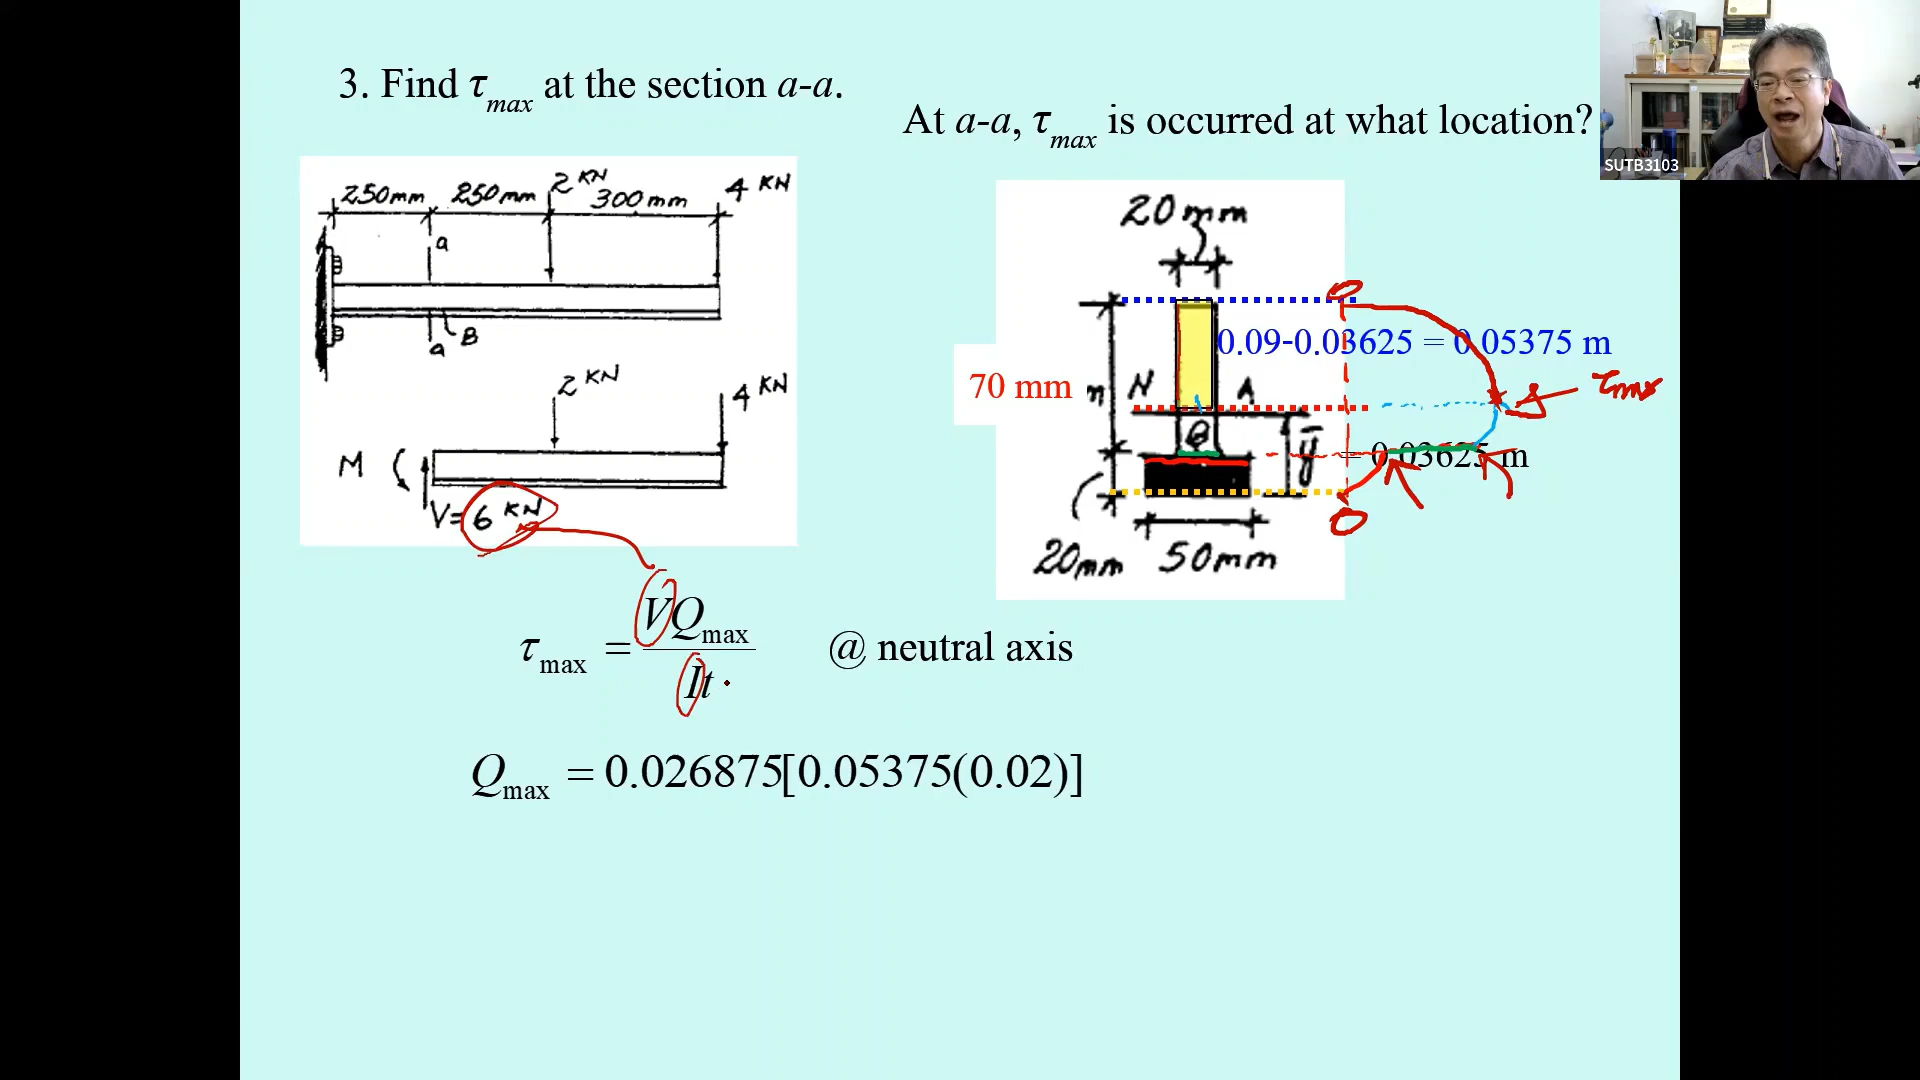 3. Find τmax at the section a-a.
At a-a, τmax is occurred at what location?
SUTB3103
250mm 250mm 2 KN 300mm 4 KN
a
a
B
2 KN
4 KN
M
V= 6 KN
20mm
0.09-0.03625 = 0.05375 m
70 mm
N A
τmax
ȳ = 0.03625 m
20mm 50mm
τmax = VQmax / It
@ neutral axis
Qmax = 0.026875[0.05375(0.02)]